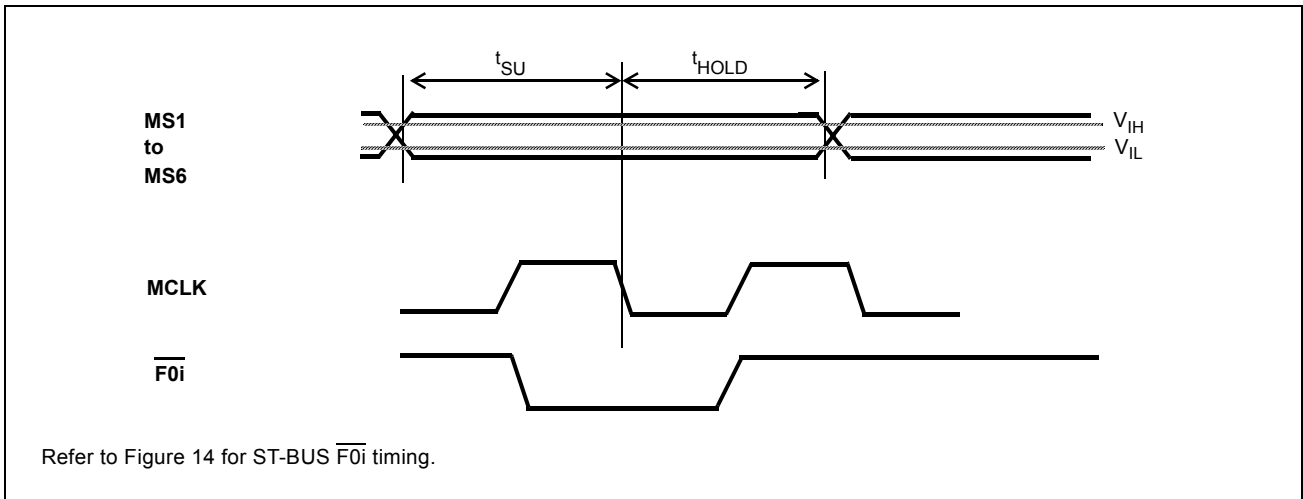 tSU
tHOLD
MS1
to
MS6
VIH
VIL
MCLK
F0i
Refer to Figure 14 for ST-BUS F0i timing.